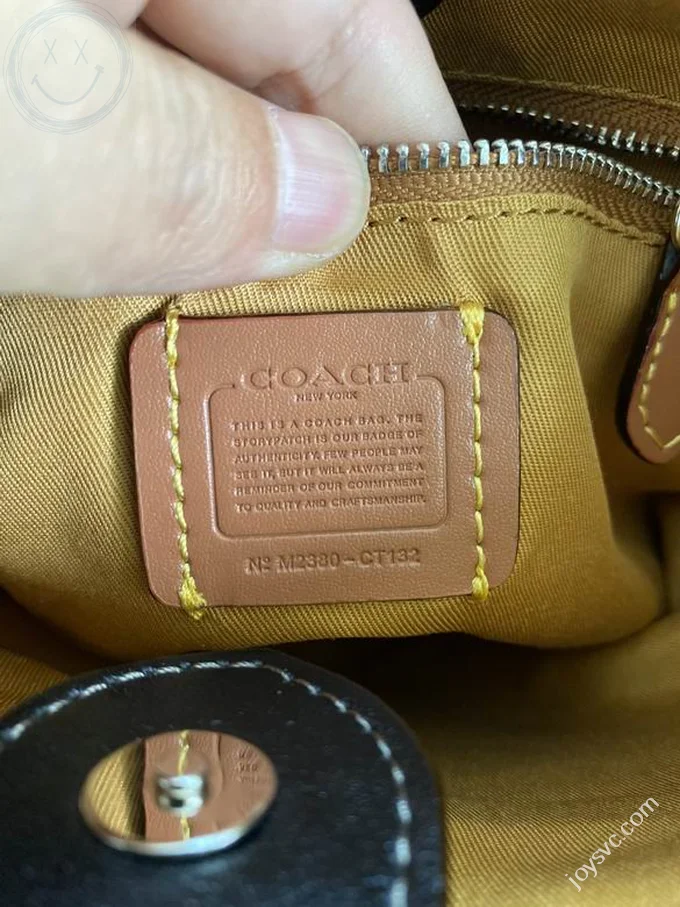 COACH
NEW YORK
THIS IS A COACH BAG. THE
STORYPATCH IS OUR BADGE OF
AUTHENTICITY. FEW PEOPLE MAY
SEE IT, BUT IT WILL ALWAYS BE A
REMINDER OF OUR COMMITMENT
TO QUALITY AND CRAFTSMANSHIP.
Nº M2380-CT132
joysvc.com